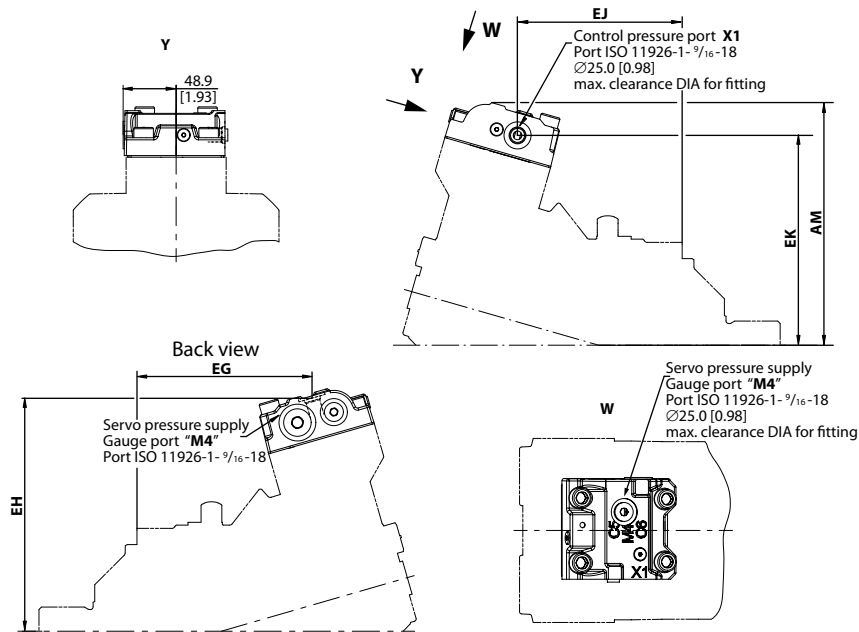 Y
48.9
[1.93]
W
Y
EJ
Control pressure port X1
Port ISO 11926-1- 9/16 -18
∅25.0 [0.98]
max. clearance DIA for fitting
EK
AM
Back view
EG
Servo pressure supply
Gauge port "M4"
Port ISO 11926-1- 9/16 -18
EH
Servo pressure supply
Gauge port "M4"
Port ISO 11926-1- 9/16 -18
∅25.0 [0.98]
max. clearance DIA for fitting
W
C5
M4
C6
X1